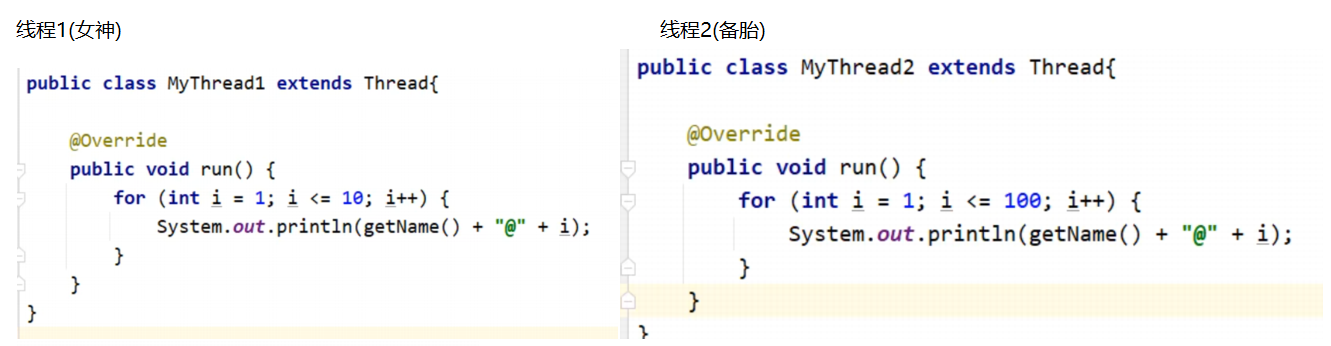 线程1(女神)
public class MyThread1 extends Thread{
@Override
public void run() {
for (int i = 1; i <= 10; i++) {
System.out.println(getName() + "@" + i);
}
}
}
线程2(备胎)
public class MyThread2 extends Thread{
@Override
public void run() {
for (int i = 1; i <= 100; i++) {
System.out.println(getName() + "@" + i);
}
}
}